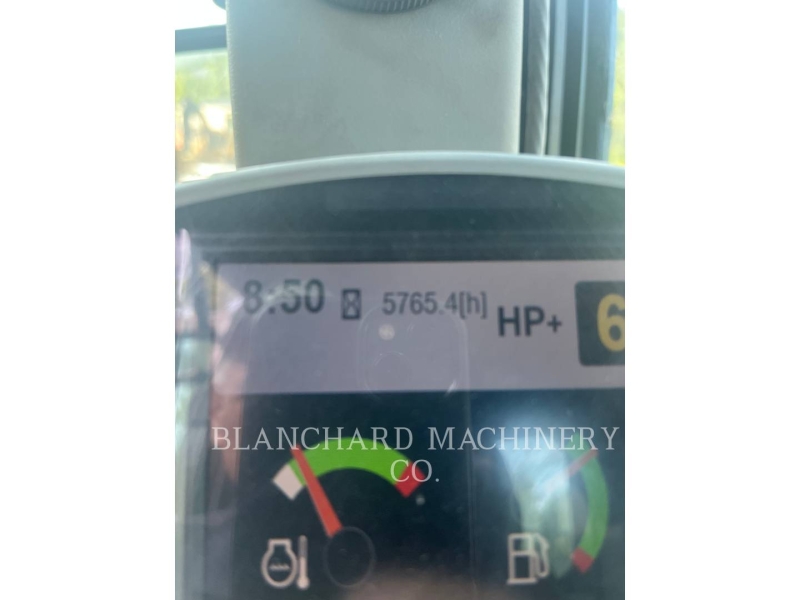 8:50 5765.4[h] HP+ 6
BLANCHARD MACHINERY
CO.